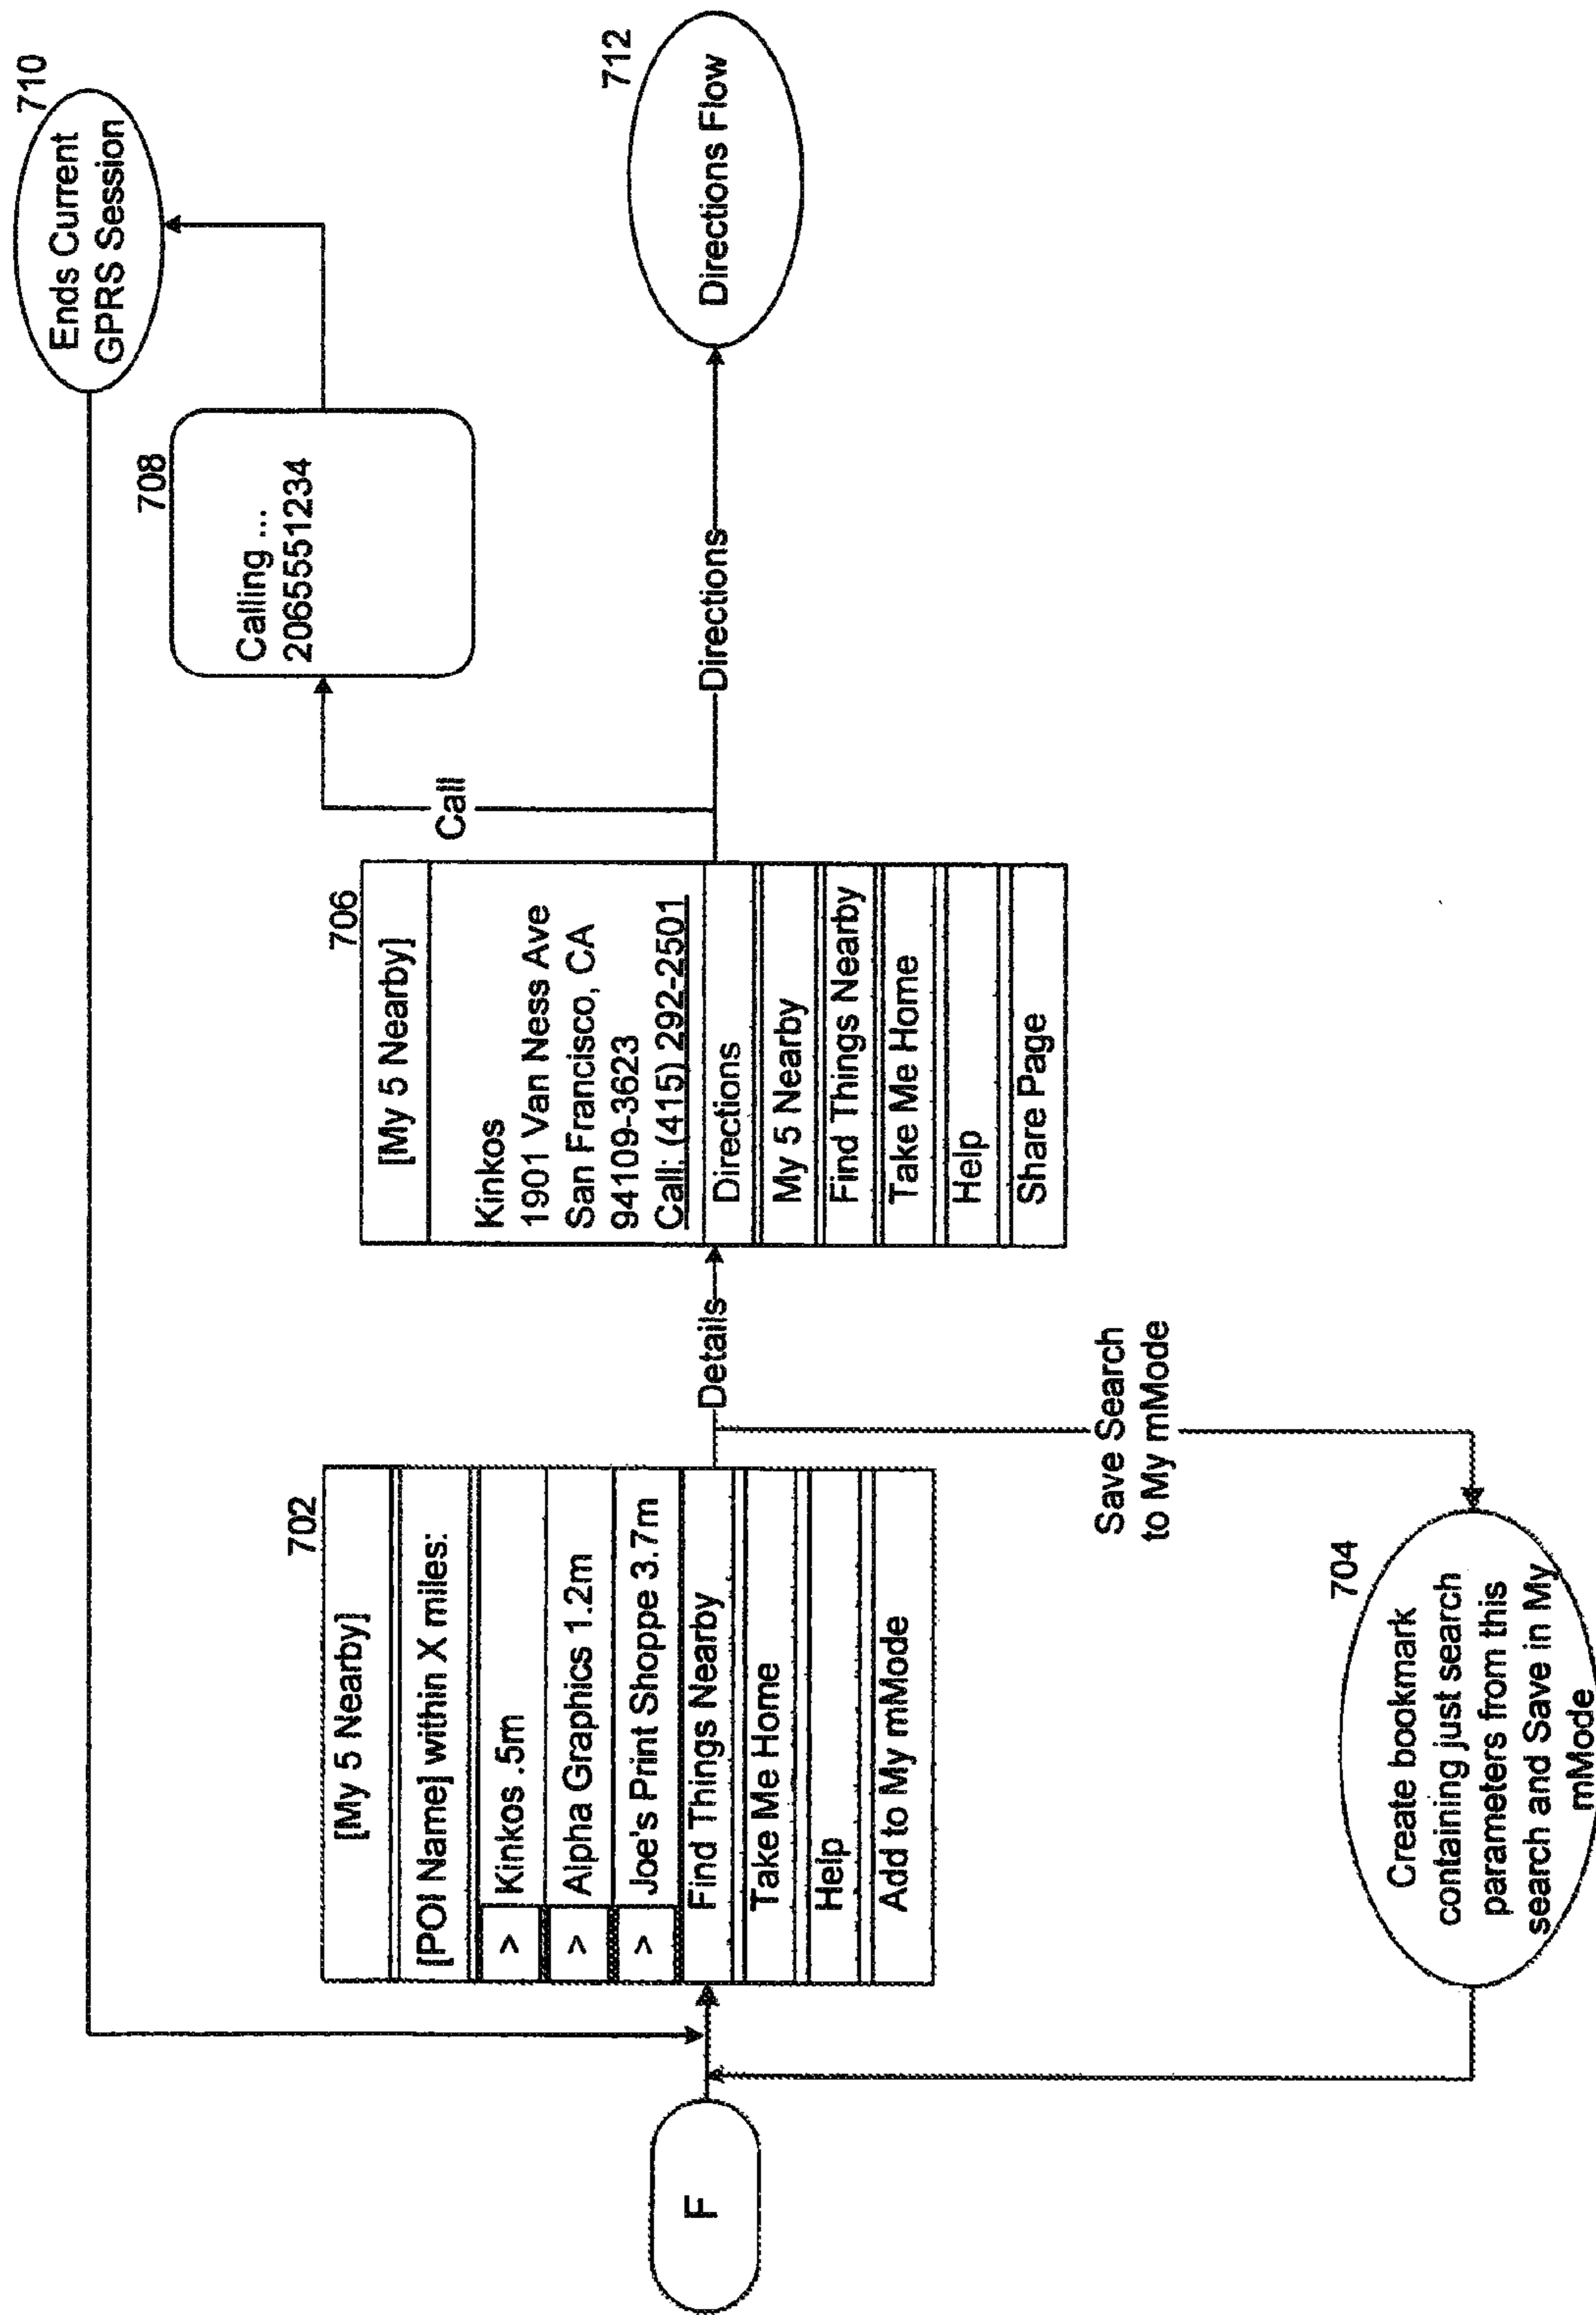 F
702
[My 5 Nearby]
[POI Name] within X miles:
> Kinkos .5m
> Alpha Graphics 1.2m
> Joe's Print Shoppe 3.7m
Find Things Nearby
Take Me Home
Help
Add to My mMode
Save Search
to My mMode
704
Create bookmark
containing just search
parameters from this
search and Save in My
mMode
Details
706
[My 5 Nearby]
Kinkos
1901 Van Ness Ave
San Francisco, CA
94109-3623
Call: (415) 292-2501
Directions
My 5 Nearby
Find Things Nearby
Take Me Home
Help
Share Page
Call
708
Calling ...
2065551234
710
Ends Current
GPRS Session
Directions
712
Directions Flow